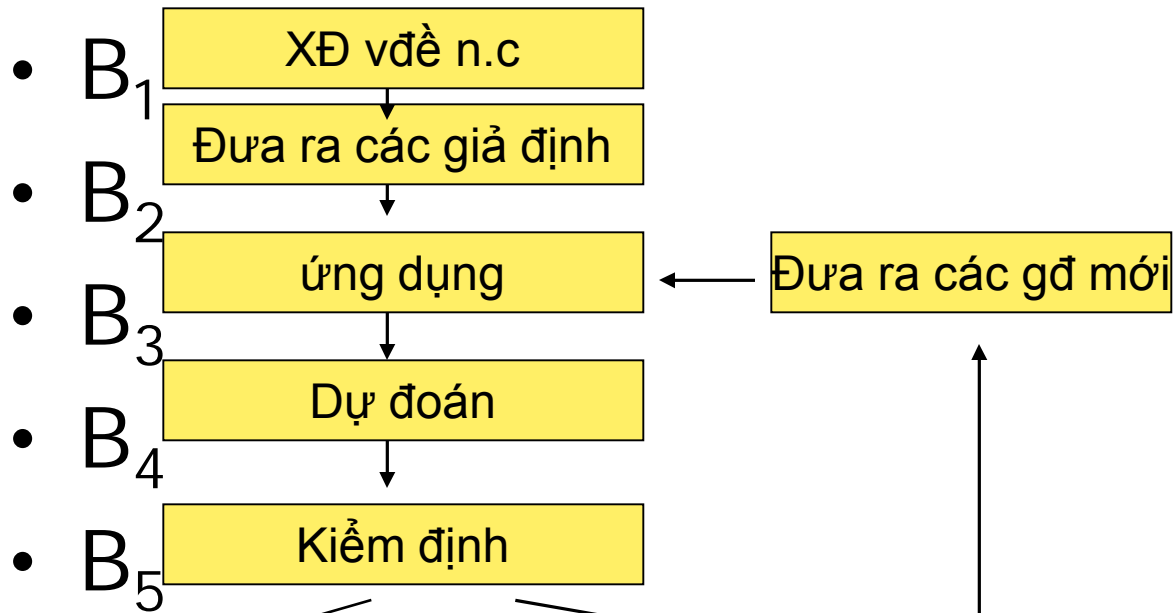 • B₁ XĐ vđề n.c
Đưa ra các giả định
• B₂
ứng dụng
Đưa ra các gđ mới
• B₃
Dự đoán
• B₄
Kiểm định
• B₅